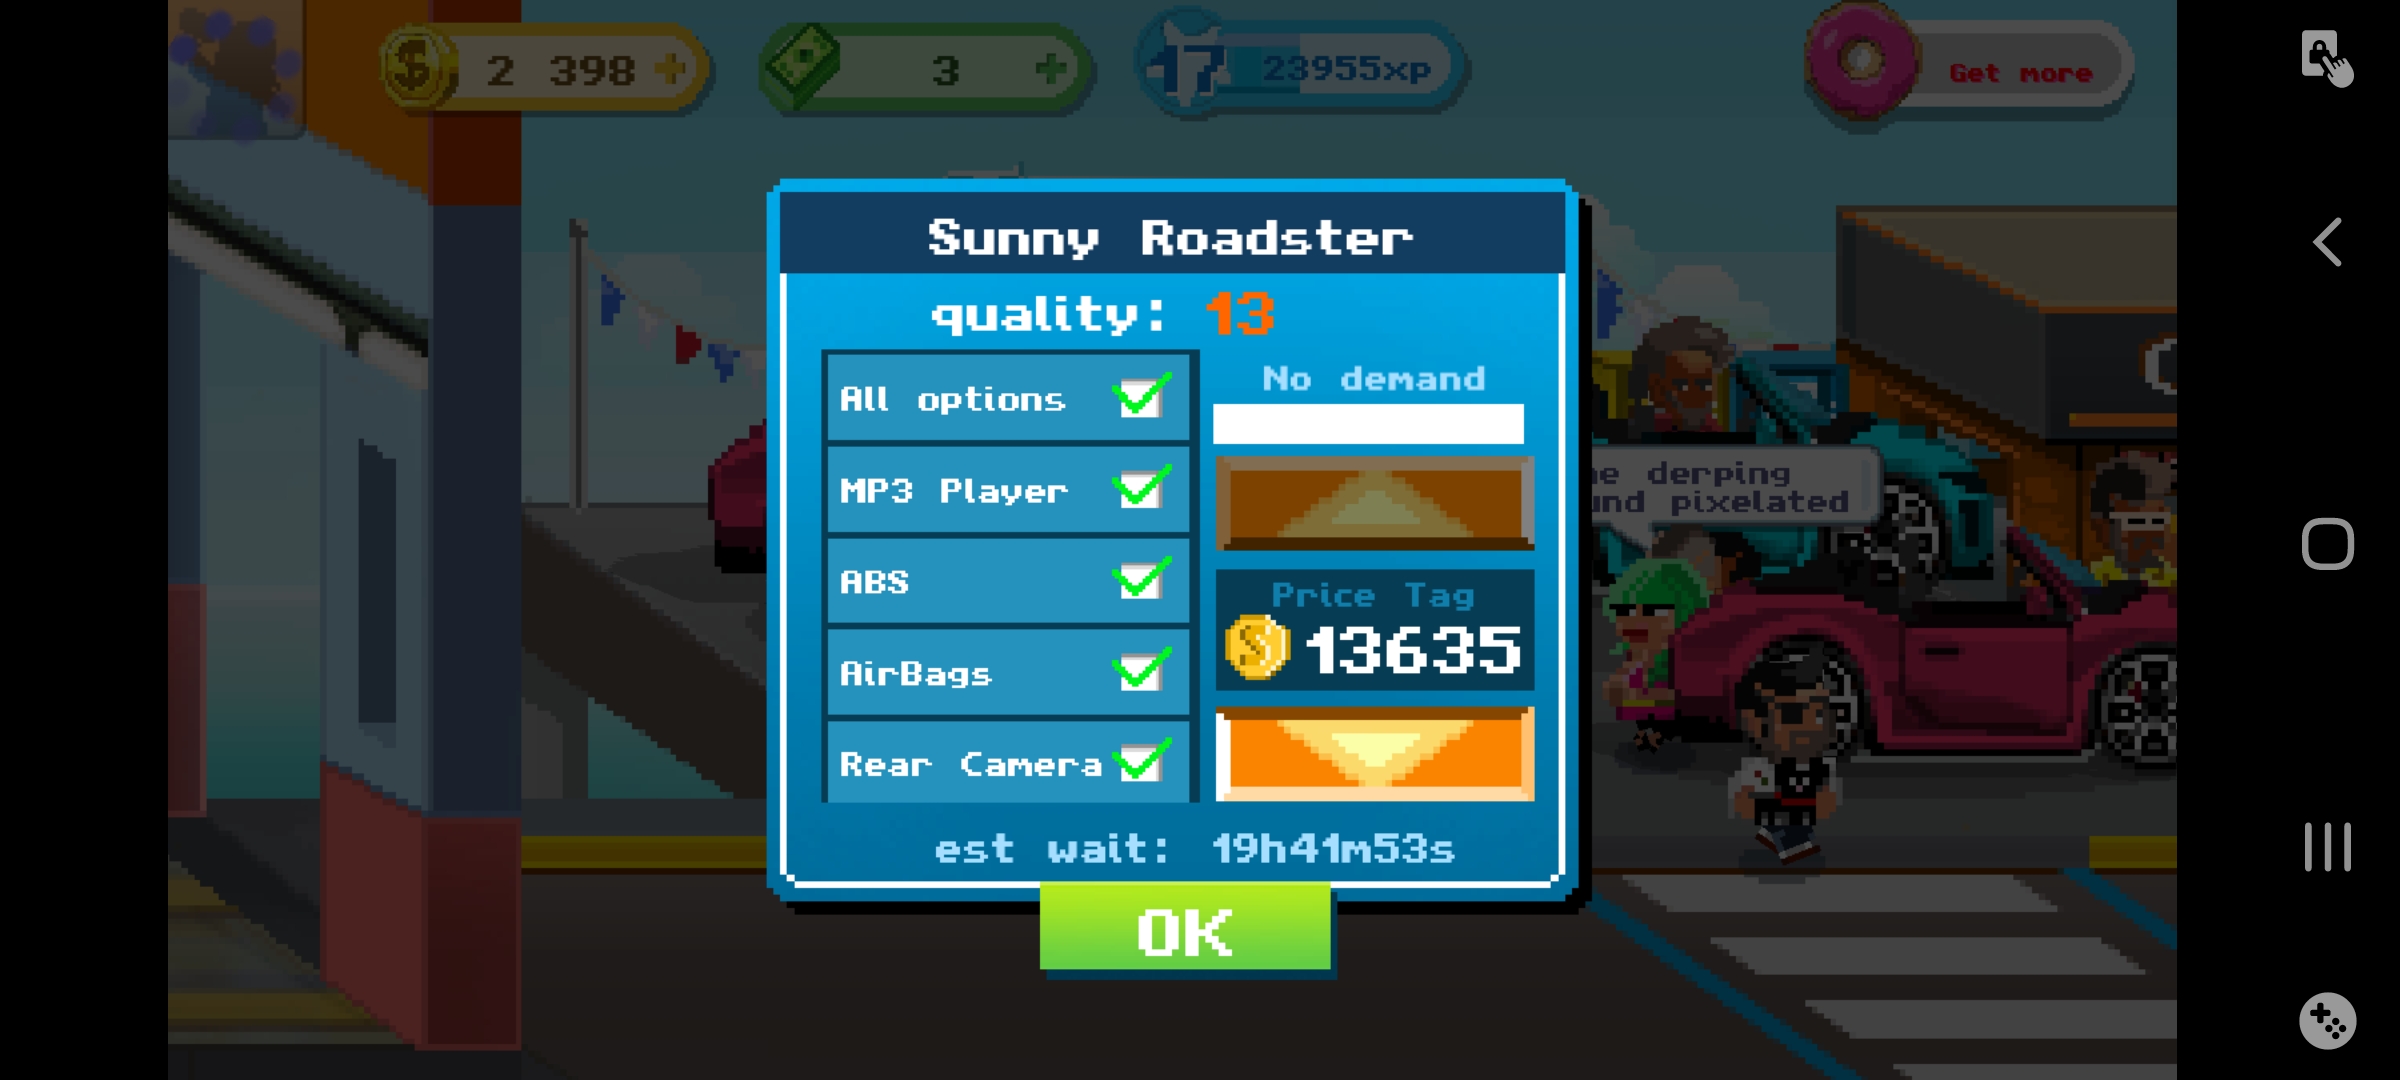 2 398 +
3 +
17 23955xp
Get more
Sunny Roadster
quality: 13
All options
MP3 Player
ABS
AirBags
Rear Camera
No demand
Price Tag
13635
est wait: 19h41m53s
OK
derping
pixelated